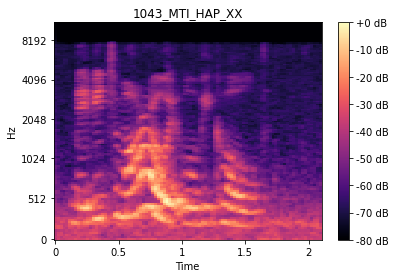 1043_MTI_HAP_XX
+0 dB
8192
-10 dB
4096
-20 dB
-30 dB
2048
Hz
-40 dB
1024
-50 dB
512
-60 dB
-70 dB
0
-80 dB
0
0.5
1
1.5
2
Time